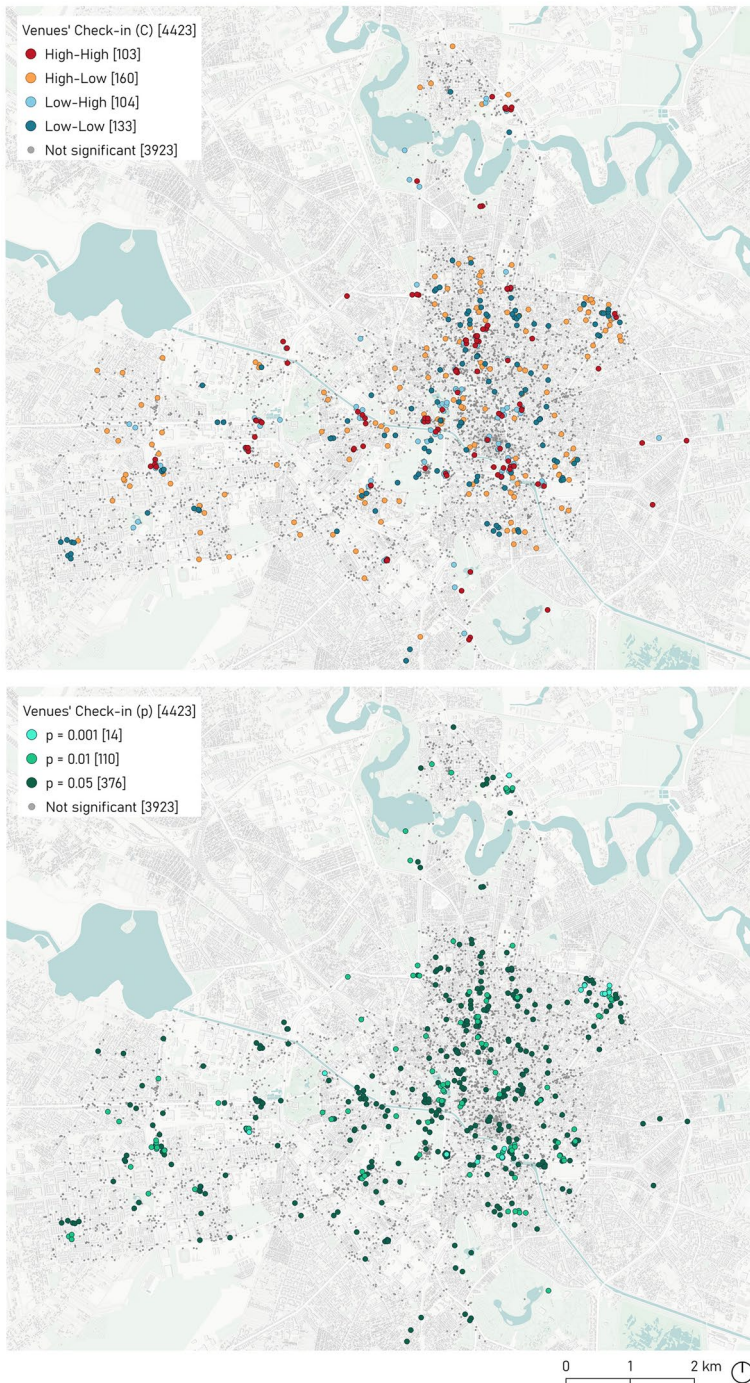 Venues' Check-in (C) [4423]
High-High [103]
High-Low [160]
Low-High [104]
Low-Low [133]
Not significant [3923]
Venues' Check-in (p) [4423]
p = 0.001 [14]
p = 0.01 [110]
p = 0.05 [376]
Not significant [3923]
0 1 2 km